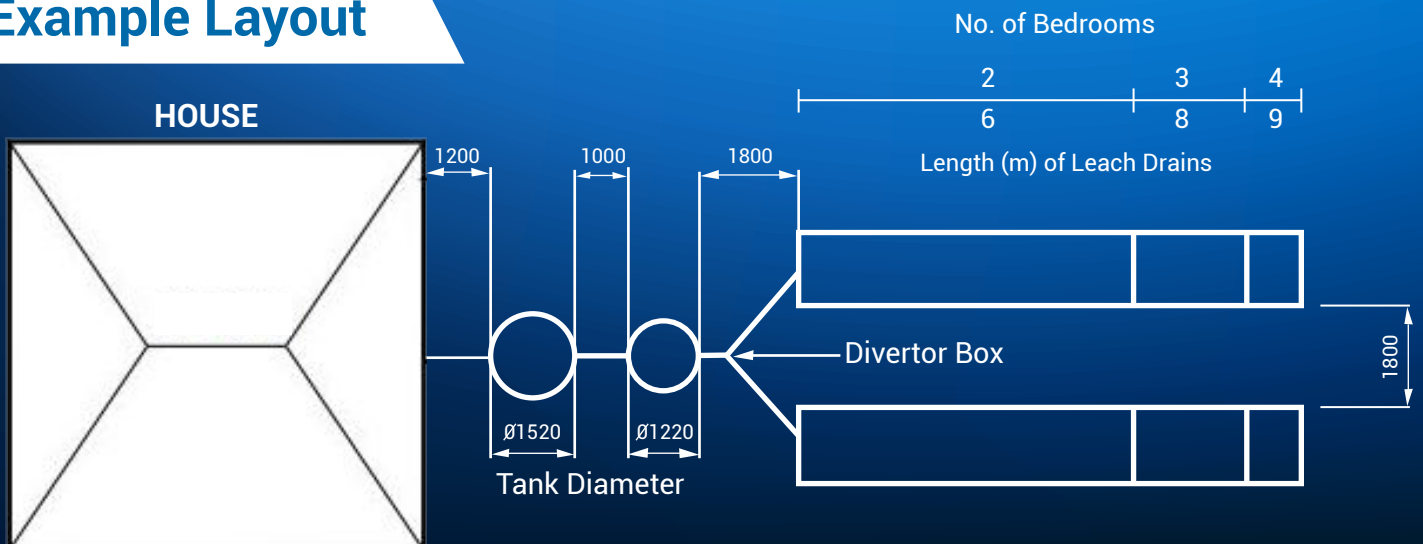 Example Layout
No. of Bedrooms
2 3 4
6 8 9
Length (m) of Leach Drains
HOUSE
1200 1000 1800
Divertor Box
1800
Ø1520 Ø1220
Tank Diameter